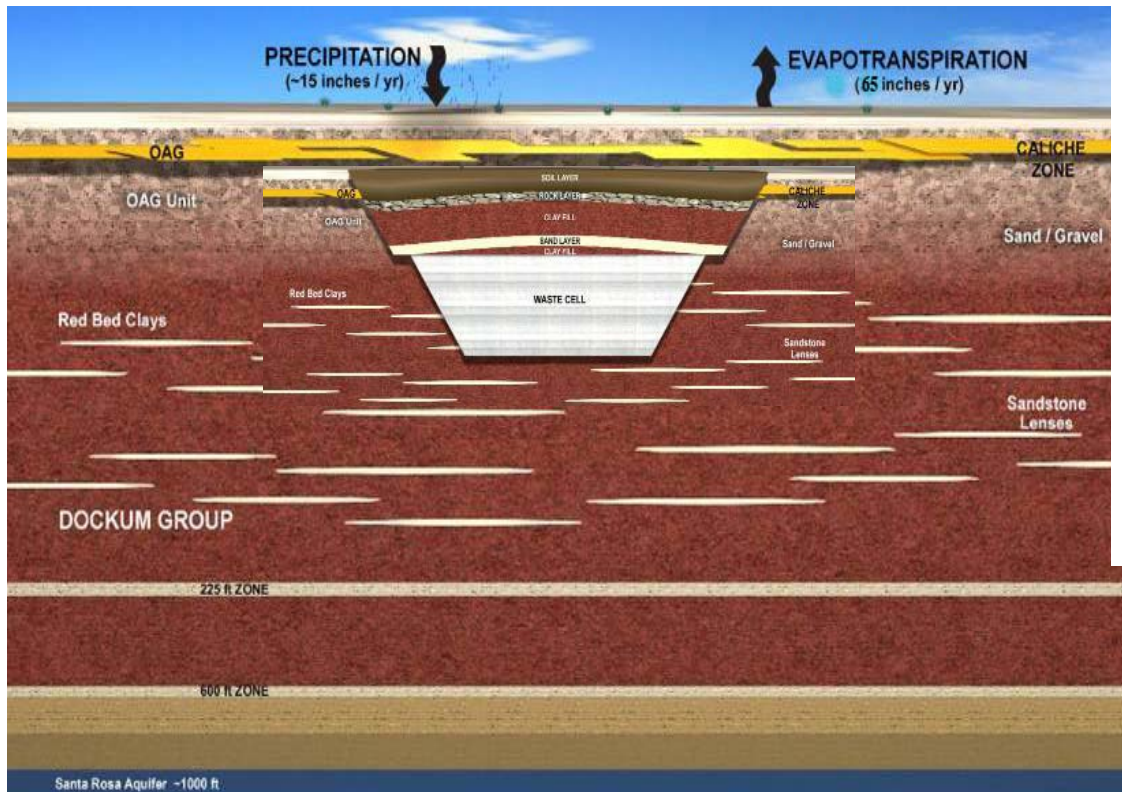 PRECIPITATION
(~15 inches / yr)
EVAPOTRANSPIRATION
(65 inches / yr)
OAG
CALICHE
ZONE
SOIL LAYER
OAG
ROCK LAYER
CALICHE
ZONE
OAG Unit
OAG Unit
CLAY FILL
Sand / Gravel
SAND LAYER
Sand / Gravel
CLAY FILL
Red Bed Clays
WASTE CELL
Red Bed Clays
Sandstone
Lenses
Sandstone
Lenses
DOCKUM GROUP
225 ft ZONE
600 ft ZONE
Santa Rosa Aquifer ~1000 ft